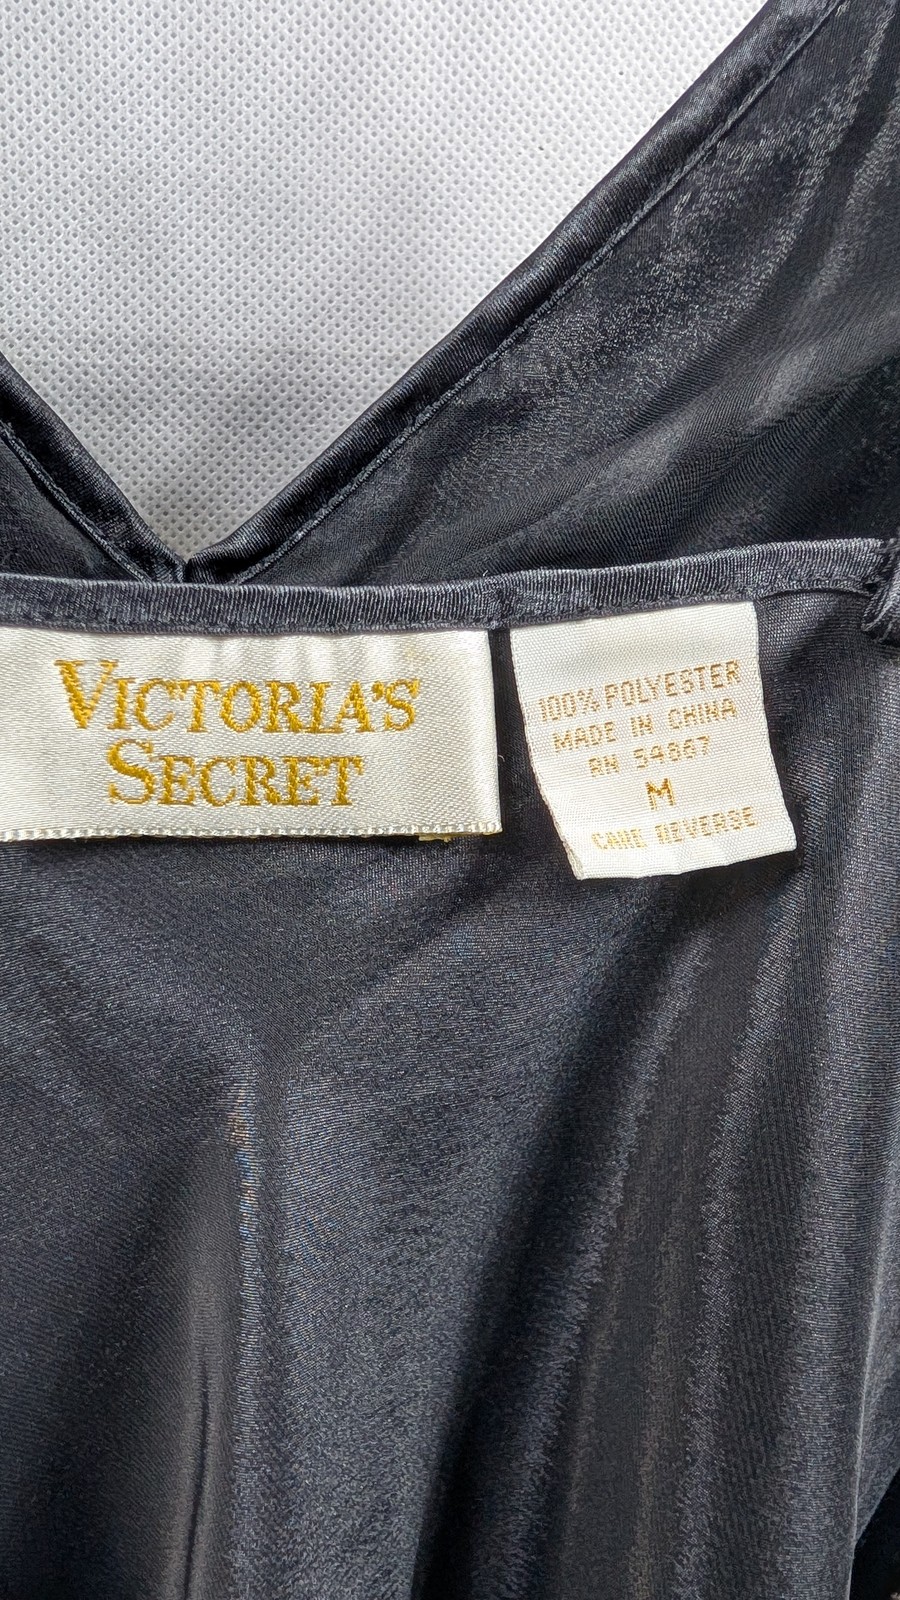 VICTORIA'S
SECRET
100% POLYESTER
MADE IN CHINA
RN 54867
M
CARE REVERSE